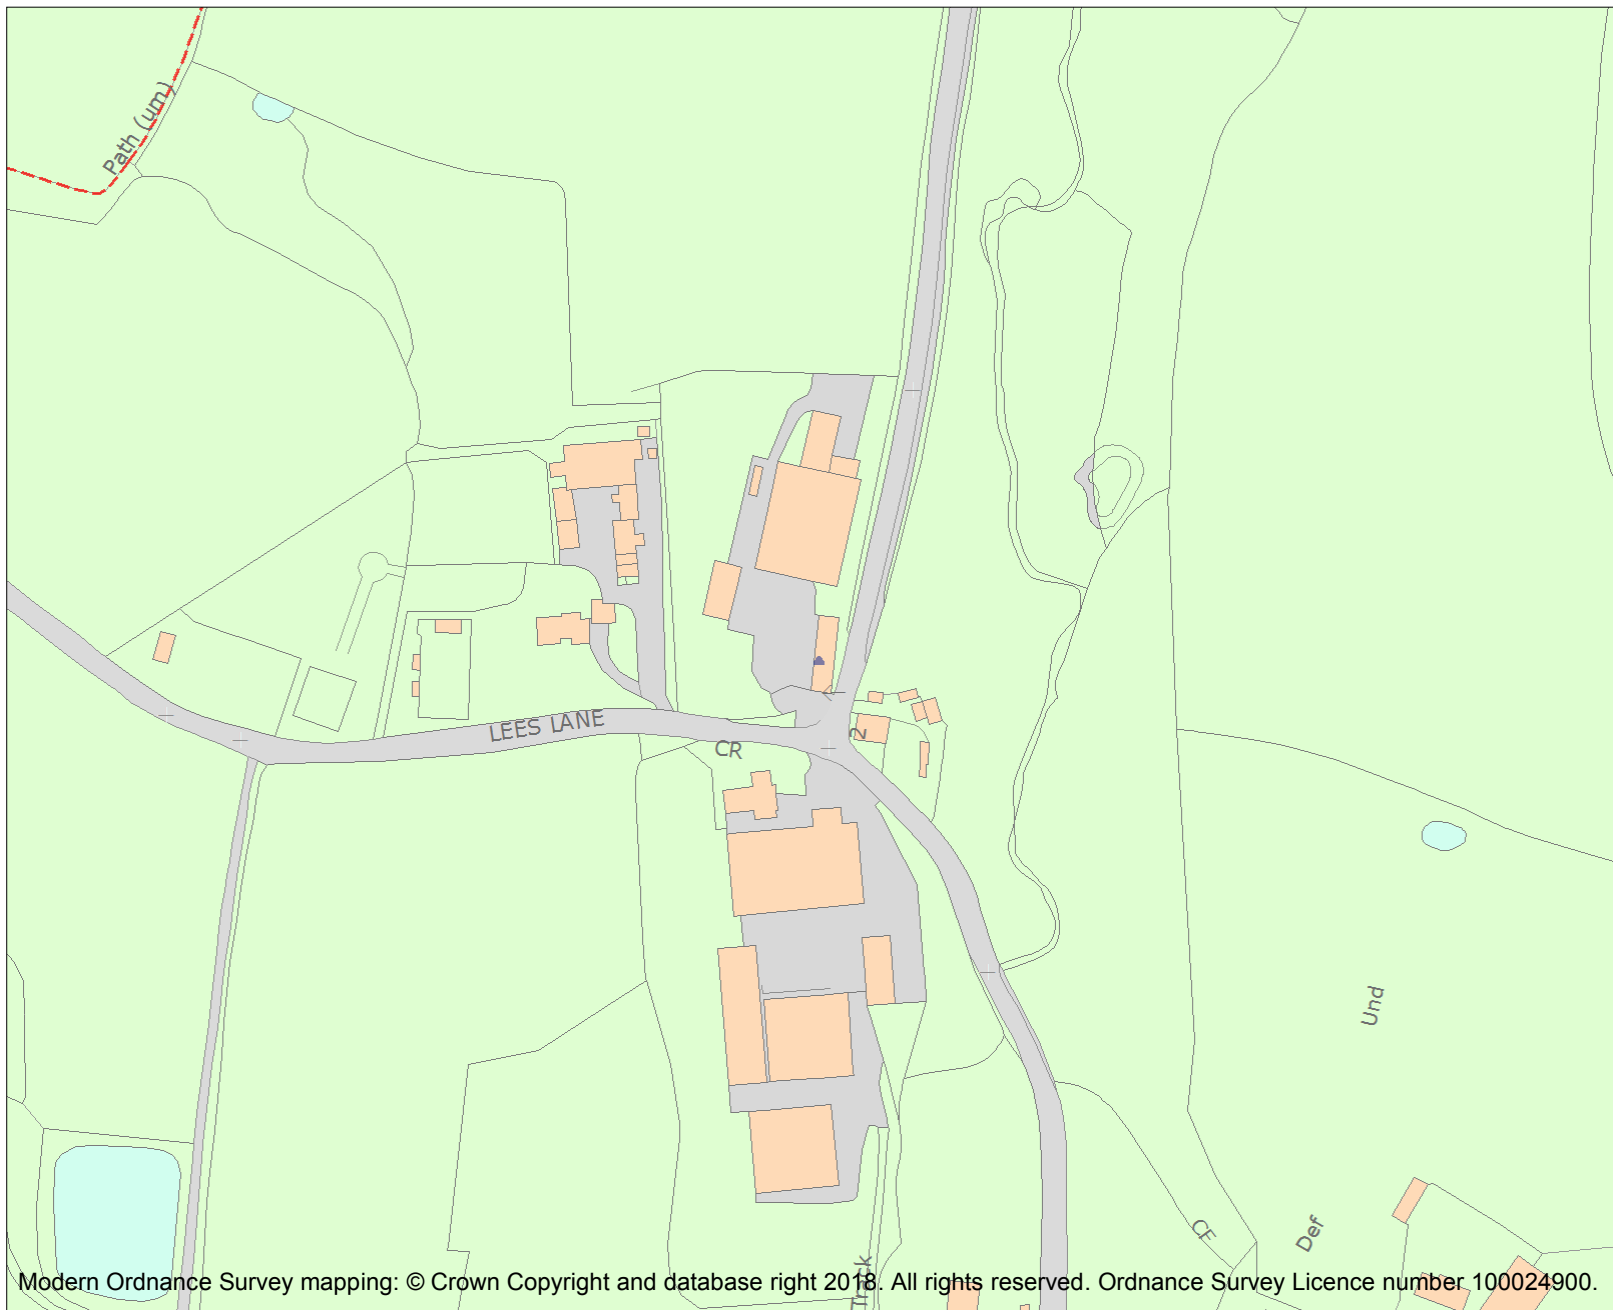 Path (um)
LEES LANE
CR
2
Und
Def
CF
Track
Modern Ordnance Survey mapping: © Crown Copyright and database right 2018. All rights reserved. Ordnance Survey Licence number 100024900.